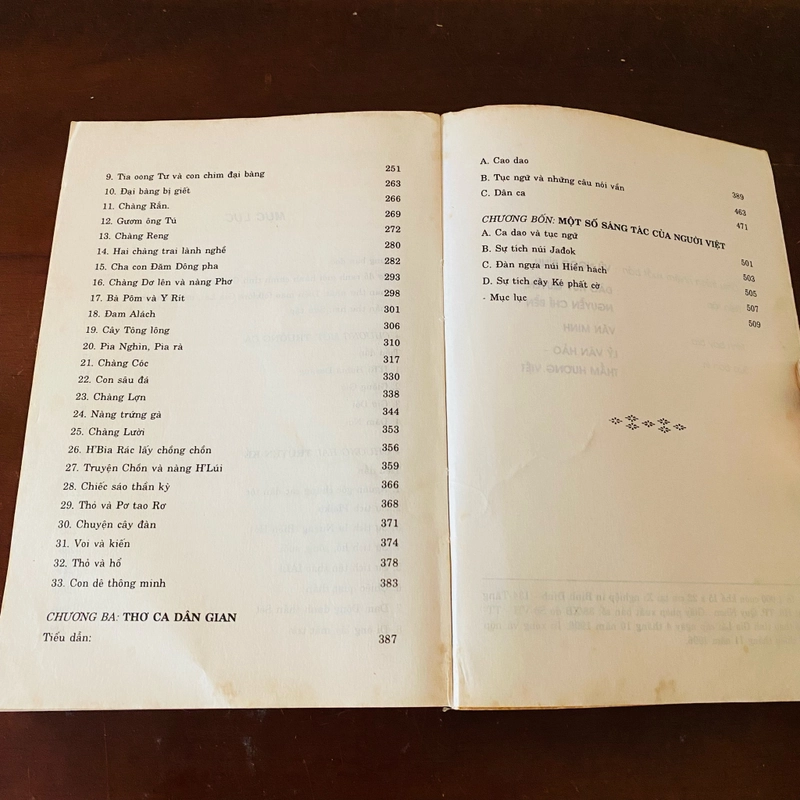 9. Tia oong Tư và con chim đại bàng 251
10. Đại bàng bị giết 263
11. Chàng Rắn. 266
12. Gươm ông Tú 269
13. Chàng Reng 272
14. Hai chàng trai lành nghề 280
15. Cha con Đăm Dông pha 282
16. Chàng Dơ lên và nàng Phơ 293
17. Bà Pôm và Y Rít 298
18. Đam Alách 301
19. Cây Tông lông 306
20. Pia Nghin, Pia rà 310
21. Chàng Cóc 317
22. Con sâu đá 330
23. Chàng Lợn 338
24. Nàng trứng gà 344
25. Chàng Lười 353
26. H'Bia Rác lấy chồng chồn 356
27. Truyện Chồn và nàng H'Lúi 359
28. Chiếc sáo thần kỳ 366
29. Thỏ và Pơ tao Rơ 368
30. Chuyện cây đàn 371
31. Voi và kiến 374
32. Thỏ và hổ 378
33. Con dê thông minh 383
CHƯƠNG BA: THƠ CA DÂN GIAN
Tiểu dẫn: 387
A. Cao dao 389
B. Tục ngữ và những câu nói vần 463
C. Dân ca 471
CHƯƠNG BỐN: MỘT SỐ SÁNG TÁC CỦA NGƯỜI VIỆT
A. Ca dao và tục ngữ 501
B. Sự tích núi Jađok 503
C. Đàn ngựa núi Hiển hách 505
D. Sự tích cây Kê phất cờ 507
- Mục lục 509